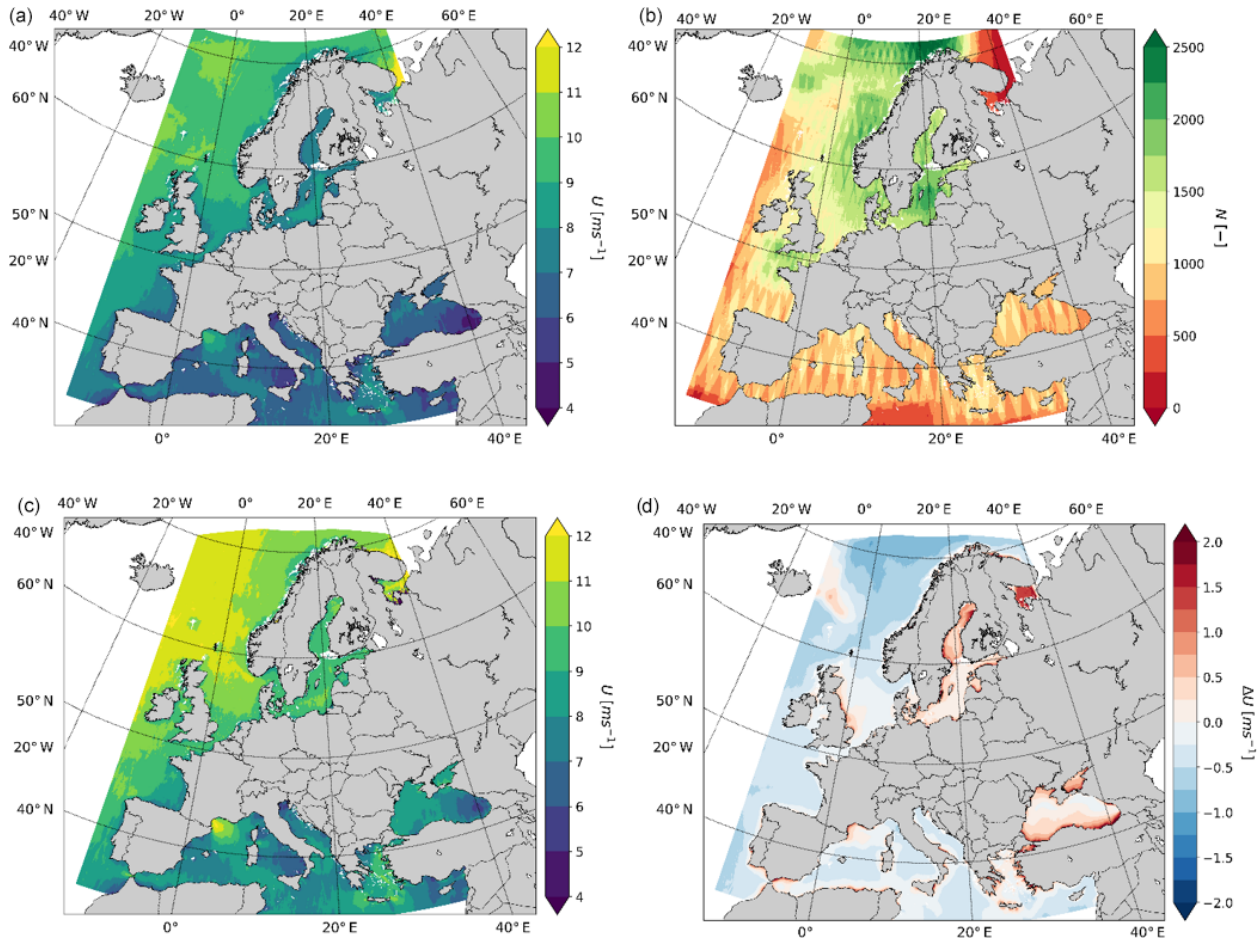 (a)
20° W 0° 20° E 40° E
40° W 60° E
60° N
50° N
20° W
40° N
0° 20° E 40° E
12
11
10
9
8
7
6
5
4
U [ms⁻¹]
(b)
20° W 0° 20° E 40° E
40° W 60° E
60° N
50° N
20° W
40° N
0° 20° E 40° E
2500
2000
1500
1000
500
0
N [−]
(c)
40° W 20° W 0° 20° E 40° E 60° E
60° N
50° N
20° W
40° N
0° 20° E 40° E
12
11
10
9
8
7
6
5
4
U [ms⁻¹]
(d)
40° W 20° W 0° 20° E 40° E 60° E
60° N
50° N
20° W
40° N
0° 20° E 40° E
2.0
1.5
1.0
0.5
0.0
−0.5
−1.0
−1.5
−2.0
ΔU [ms⁻¹]